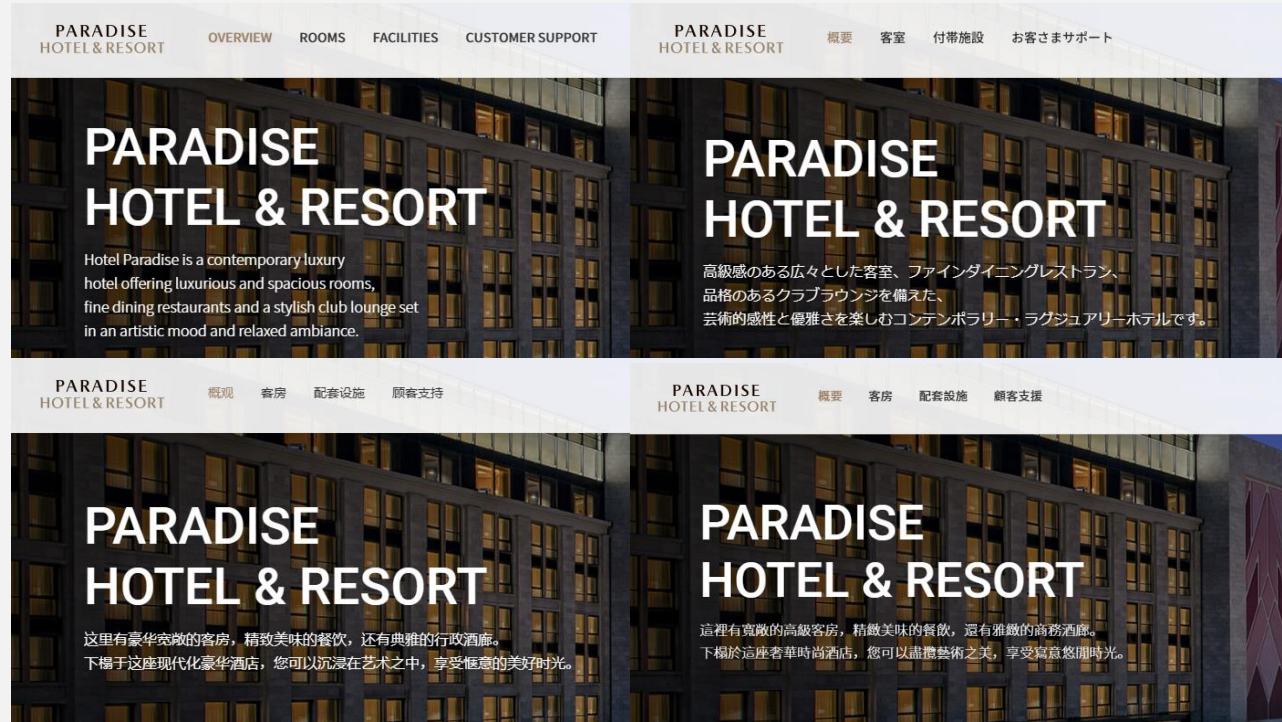 PARADISE
HOTEL & RESORT
OVERVIEW ROOMS FACILITIES CUSTOMER SUPPORT
PARADISE
HOTEL & RESORT
Hotel Paradise is a contemporary luxury
hotel offering luxurious and spacious rooms,
fine dining restaurants and a stylish club lounge set
in an artistic mood and relaxed ambiance.
PARADISE
HOTEL & RESORT
概要 客室 付帯施設 お客さまサポート
PARADISE
HOTEL & RESORT
高級感のある広々とした客室、ファインダイニングレストラン、
品格のあるクラブラウンジを備えた、
芸術的感性と優雅さを楽しむコンテンポラリー・ラグジュアリーホテルです。
PARADISE
HOTEL & RESORT
概观 客房 配套设施 顾客支持
PARADISE
HOTEL & RESORT
这里有豪华宽敞的客房，精致美味的餐饮，还有典雅的行政酒廊。
下榻于这座现代化豪华酒店，您可以沉浸在艺术之中，享受惬意的美好时光。
PARADISE
HOTEL & RESORT
概要 客房 配套設施 顧客支援
PARADISE
HOTEL & RESORT
這裡有寬敞的高級客房，精緻美味的餐飲，還有雅緻的商務酒廊。
下榻於這座奢華時尚酒店，您可以盡攬藝術之美，享受寫意悠閒時光。